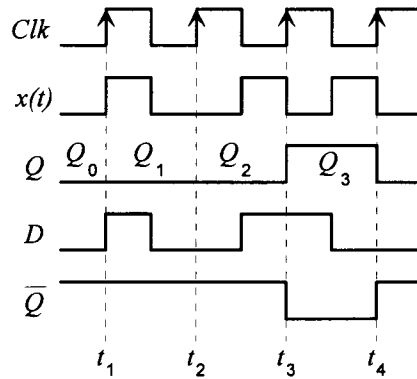 Clk
x(t)
Q Q₀ Q₁ Q₂ Q₃
D
Q̅
t₁ t₂ t₃ t₄